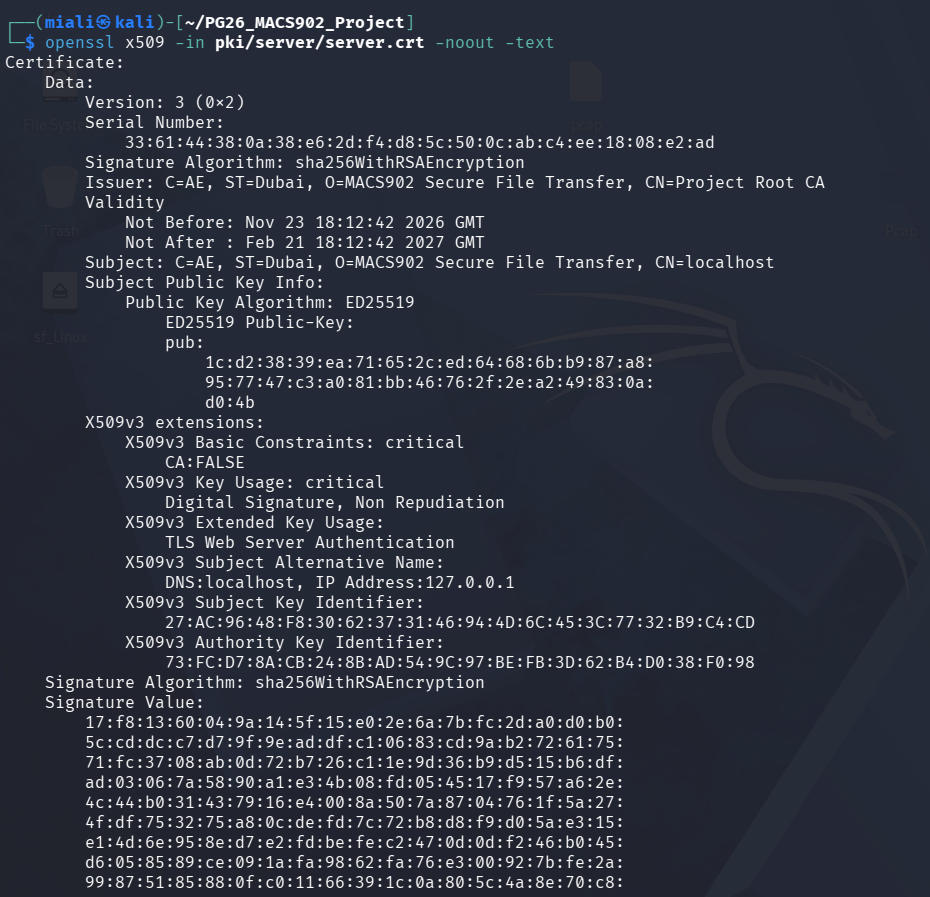 ┌──(miali㉿kali)-[~/PG26_MACS902_Project]
└─$ openssl x509 -in pki/server/server.crt -noout -text
Certificate:
    Data:
        Version: 3 (0×2)
        Serial Number:
            33:61:44:38:0a:38:e6:2d:f4:d8:5c:50:0c:ab:c4:ee:18:08:e2:ad
        Signature Algorithm: sha256WithRSAEncryption
        Issuer: C=AE, ST=Dubai, O=MACS902 Secure File Transfer, CN=Project Root CA
        Validity
            Not Before: Nov 23 18:12:42 2026 GMT
            Not After : Feb 21 18:12:42 2027 GMT
        Subject: C=AE, ST=Dubai, O=MACS902 Secure File Transfer, CN=localhost
        Subject Public Key Info:
            Public Key Algorithm: ED25519
                ED25519 Public-Key:
                pub:
                    1c:d2:38:39:ea:71:65:2c:ed:64:68:6b:b9:87:a8:
                    95:77:47:c3:a0:81:bb:46:76:2f:2e:a2:49:83:0a:
                    d0:4b
        X509v3 extensions:
            X509v3 Basic Constraints: critical
                CA:FALSE
            X509v3 Key Usage: critical
                Digital Signature, Non Repudiation
            X509v3 Extended Key Usage:
                TLS Web Server Authentication
            X509v3 Subject Alternative Name:
                DNS:localhost, IP Address:127.0.0.1
            X509v3 Subject Key Identifier:
                27:AC:96:48:F8:30:62:37:31:46:94:4D:6C:45:3C:77:32:B9:C4:CD
            X509v3 Authority Key Identifier:
                73:FC:D7:8A:CB:24:8B:AD:54:9C:97:BE:FB:3D:62:B4:D0:38:F0:98
    Signature Algorithm: sha256WithRSAEncryption
    Signature Value:
        17:f8:13:60:04:9a:14:5f:15:e0:2e:6a:7b:fc:2d:a0:d0:b0:
        5c:cd:dc:c7:d7:9f:9e:ad:df:c1:06:83:cd:9a:b2:72:61:75:
        71:fc:37:08:ab:0d:72:b7:26:c1:1e:9d:36:b9:d5:15:b6:df:
        ad:03:06:7a:58:90:a1:e3:4b:08:fd:05:45:17:f9:57:a6:2e:
        4c:44:b0:31:43:79:16:e4:00:8a:50:7a:87:04:76:1f:5a:27:
        4f:df:75:32:75:a8:0c:de:fd:7c:72:b8:d8:f9:d0:5a:e3:15:
        e1:4d:6e:95:8e:d7:e2:fd:be:fe:c2:47:0d:0d:f2:46:b0:45:
        d6:05:85:89:ce:09:1a:fa:98:62:fa:76:e3:00:92:7b:fe:2a:
        99:87:51:85:88:0f:c0:11:66:39:1c:0a:80:5c:4a:8e:70:c8:
File System
Trash
sf_Linux